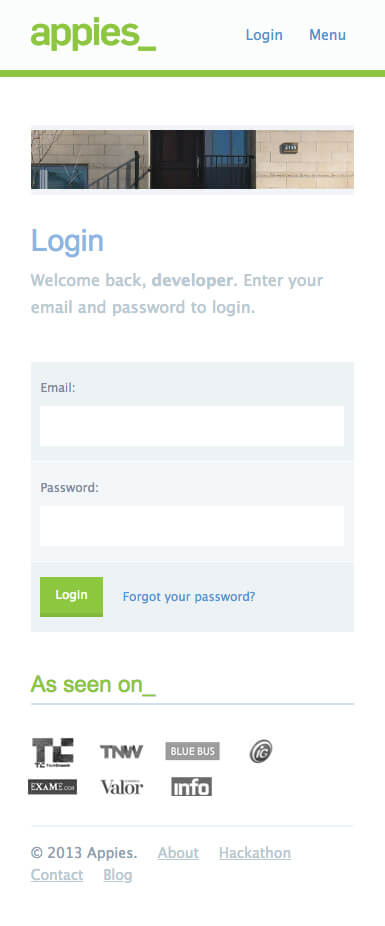 appies_
Login Menu
Login
Welcome back, developer. Enter your
email and password to login.
Email:
Password:
Login Forgot your password?
As seen on_
TC TNW BLUE BUS iG
TechCrunch
EXAME.com Valor info
© 2013 Appies. About Hackathon
Contact Blog